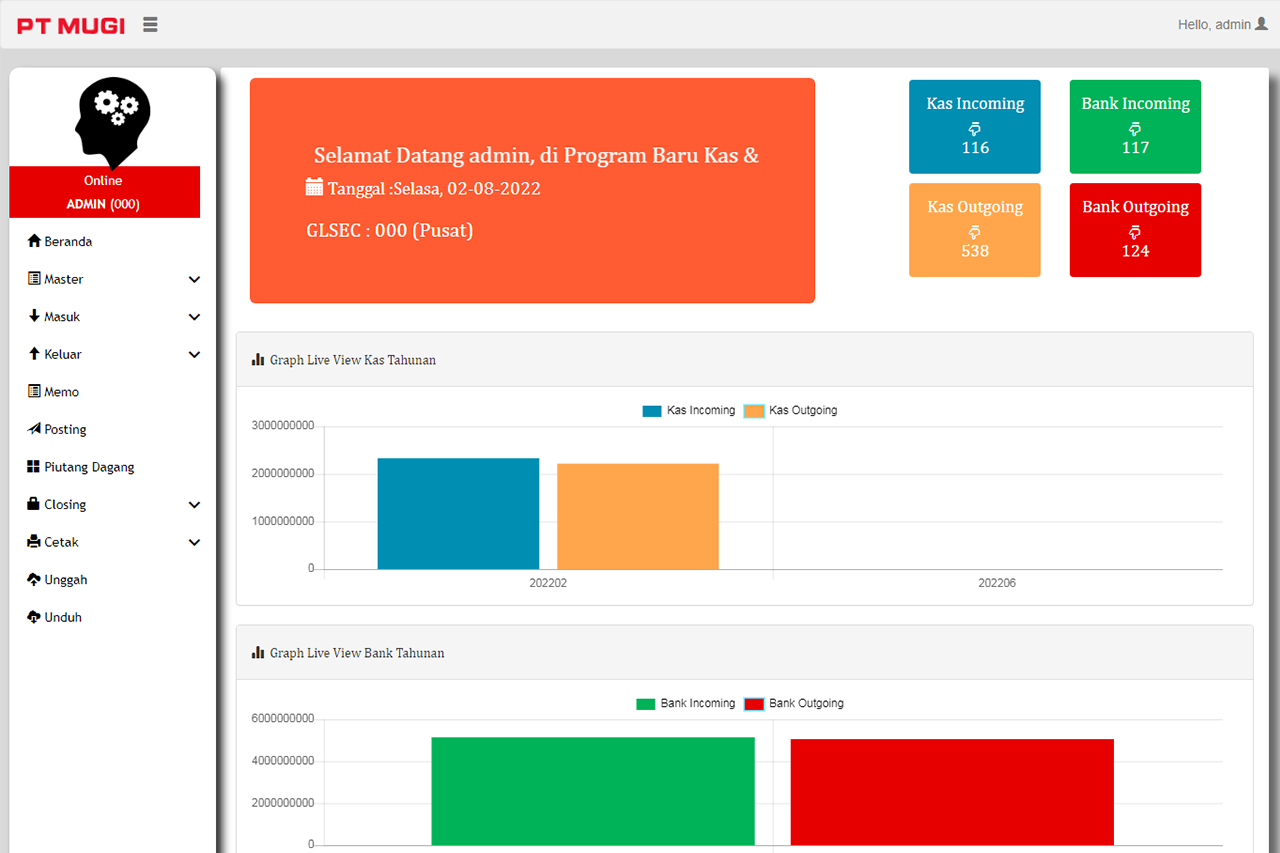 PT MUGI
Hello, admin
Online
ADMIN (000)
Beranda
Master
Masuk
Keluar
Memo
Posting
Piutang Dagang
Closing
Cetak
Unggah
Unduh
Selamat Datang admin, di Program Baru Kas &
Tanggal :Selasa, 02-08-2022
GLSEC : 000 (Pusat)
Kas Incoming
116
Bank Incoming
117
Kas Outgoing
538
Bank Outgoing
124
Graph Live View Kas Tahunan
Kas Incoming Kas Outgoing
3000000000
2000000000
1000000000
0
202202 202206
Graph Live View Bank Tahunan
Bank Incoming Bank Outgoing
6000000000
4000000000
2000000000
0